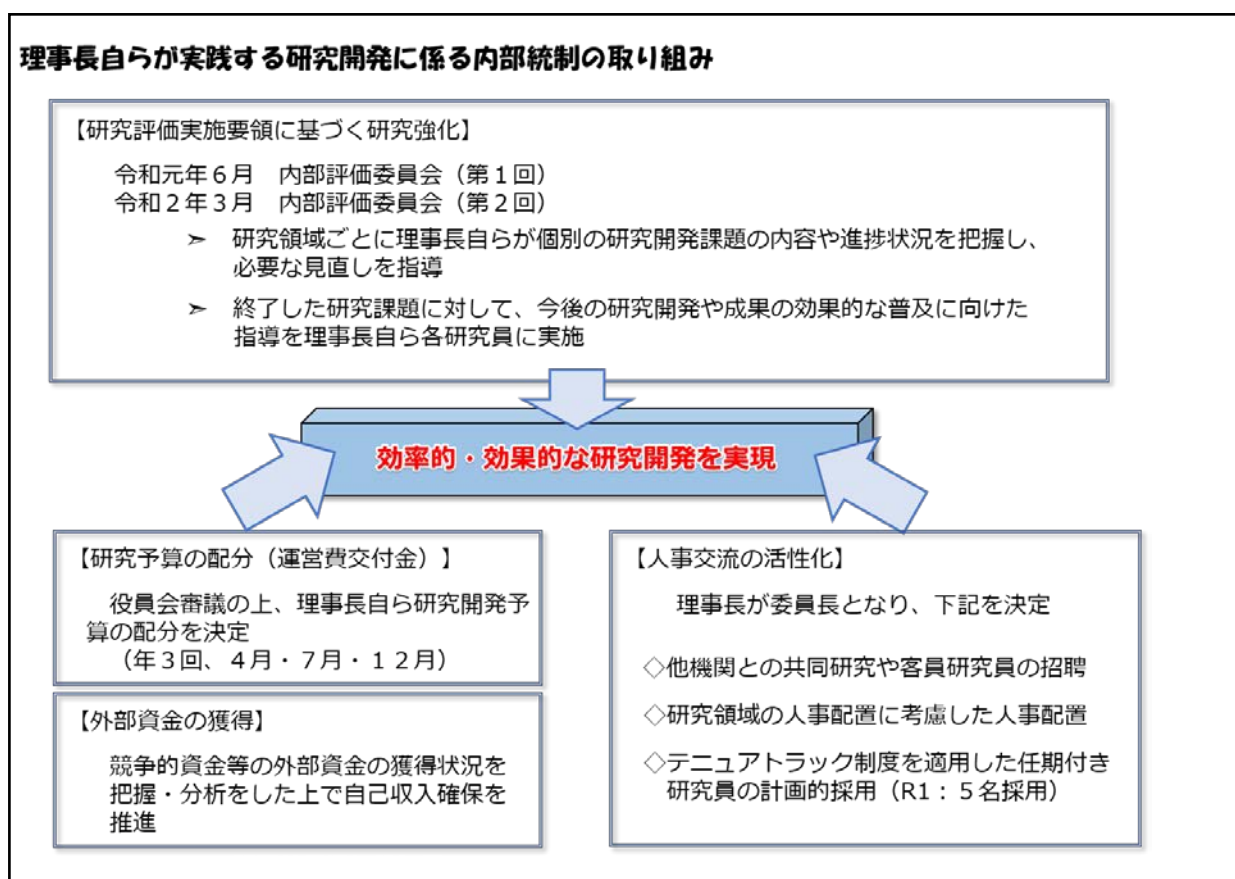 理事長自らが実践する研究開発に係る内部統制の取り組み
【研究評価実施要領に基づく研究強化】
令和元年６月　内部評価委員会（第１回）
令和２年３月　内部評価委員会（第２回）
➢　研究領域ごとに理事長自らが個別の研究開発課題の内容や進捗状況を把握し、
必要な見直しを指導
➢　終了した研究課題に対して、今後の研究開発や成果の効果的な普及に向けた
指導を理事長自ら各研究員に実施
効率的・効果的な研究開発を実現
【研究予算の配分（運営費交付金）】
役員会審議の上、理事長自ら研究開発予
算の配分を決定
（年３回、４月・７月・１２月）
【外部資金の獲得】
競争的資金等の外部資金の獲得状況を
把握・分析をした上で自己収入確保を
推進
【人事交流の活性化】
理事長が委員長となり、下記を決定
◇他機関との共同研究や客員研究員の招聘
◇研究領域の人事配置に考慮した人事配置
◇テニュアトラック制度を適用した任期付き
研究員の計画的採用（R1：５名採用）